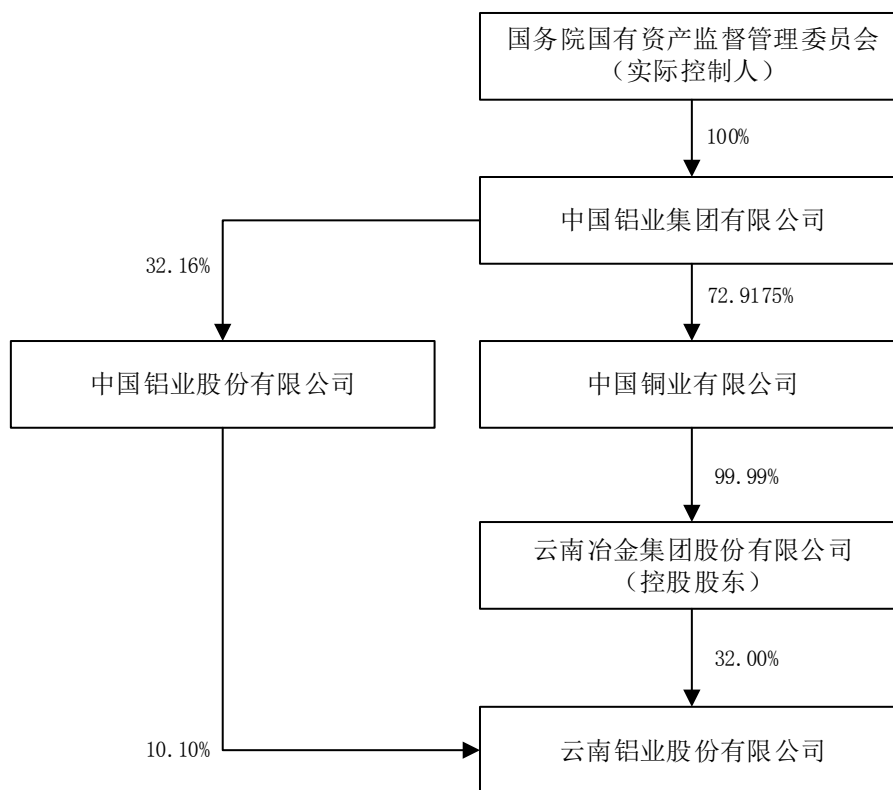 国务院国有资产监督管理委员会
（实际控制人）
100%
中国铝业集团有限公司
32.16%
72.9175%
中国铝业股份有限公司
中国铜业有限公司
99.99%
云南冶金集团股份有限公司
（控股股东）
32.00%
10.10%
云南铝业股份有限公司